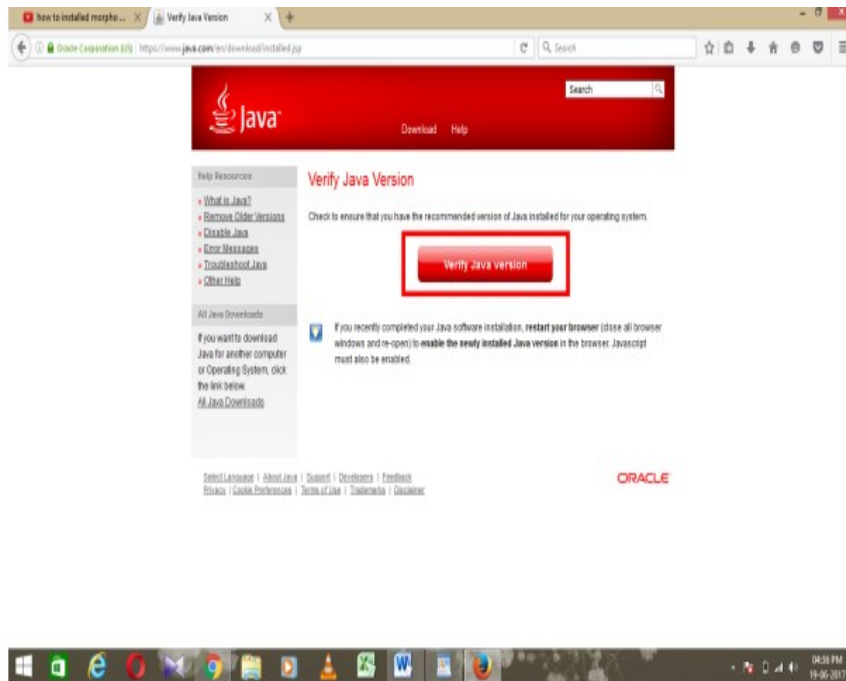 how to installed morpho ...
Verify Java Version
Oracle Corporation (US)
https://www.java.com/en/download/installed.jsp
Search
Java
Search
Download Help
Help Resources
What is Java?
Remove Older Versions
Disable Java
Error Messages
Troubleshoot Java
Other Help
All Java Downloads
If you want to download
Java for another computer
or Operating System, click
the link below.
All Java Downloads
Verify Java Version
Check to ensure that you have the recommended version of Java installed for your operating system.
Verify Java version
If you recently completed your Java software installation, restart your browser (close all browser
windows and re-open) to enable the newly installed Java version in the browser. Javascript
must also be enabled.
Select Language | About Java | Support | Developers | Feedback
Privacy | Cookie Preferences | Terms of Use | Trademarks | Disclaimer
ORACLE
04:36 PM
19-06-2017